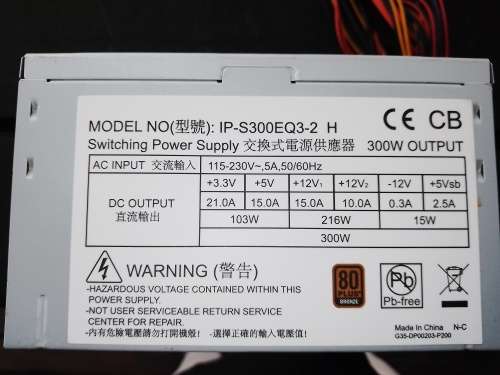 MODEL NO(型號): IP-S300EQ3-2 H
Switching Power Supply 交換式電源供應器
CE CB
300W OUTPUT
AC INPUT 交流輸入 115-230V~,5A,50/60Hz
DC OUTPUT 直流輸出
+3.3V +5V +12V1 +12V2 -12V +5Vsb
21.0A 15.0A 15.0A 10.0A 0.3A 2.5A
103W 216W 15W
300W
WARNING (警告)
-HAZARDOUS VOLTAGE CONTAINED WITHIN THIS
POWER SUPPLY.
-NOT USER SERVICEABLE RETURN SERVICE
CENTER FOR REPAIR.
-內有危險電壓請勿打開機殼! -選擇正確的輸入電壓值!
80
PLUS
BRONZE
Pb
Pb-free
Made In China N-C
G35-DP00203-P200